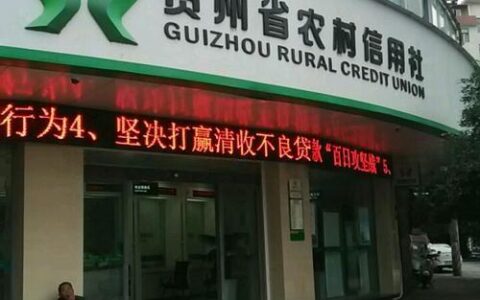 贵州省农村信用社
GUIZHOU RURAL CREDIT UNION
行为4、坚决打赢清收不良贷款“百日攻坚战”5、